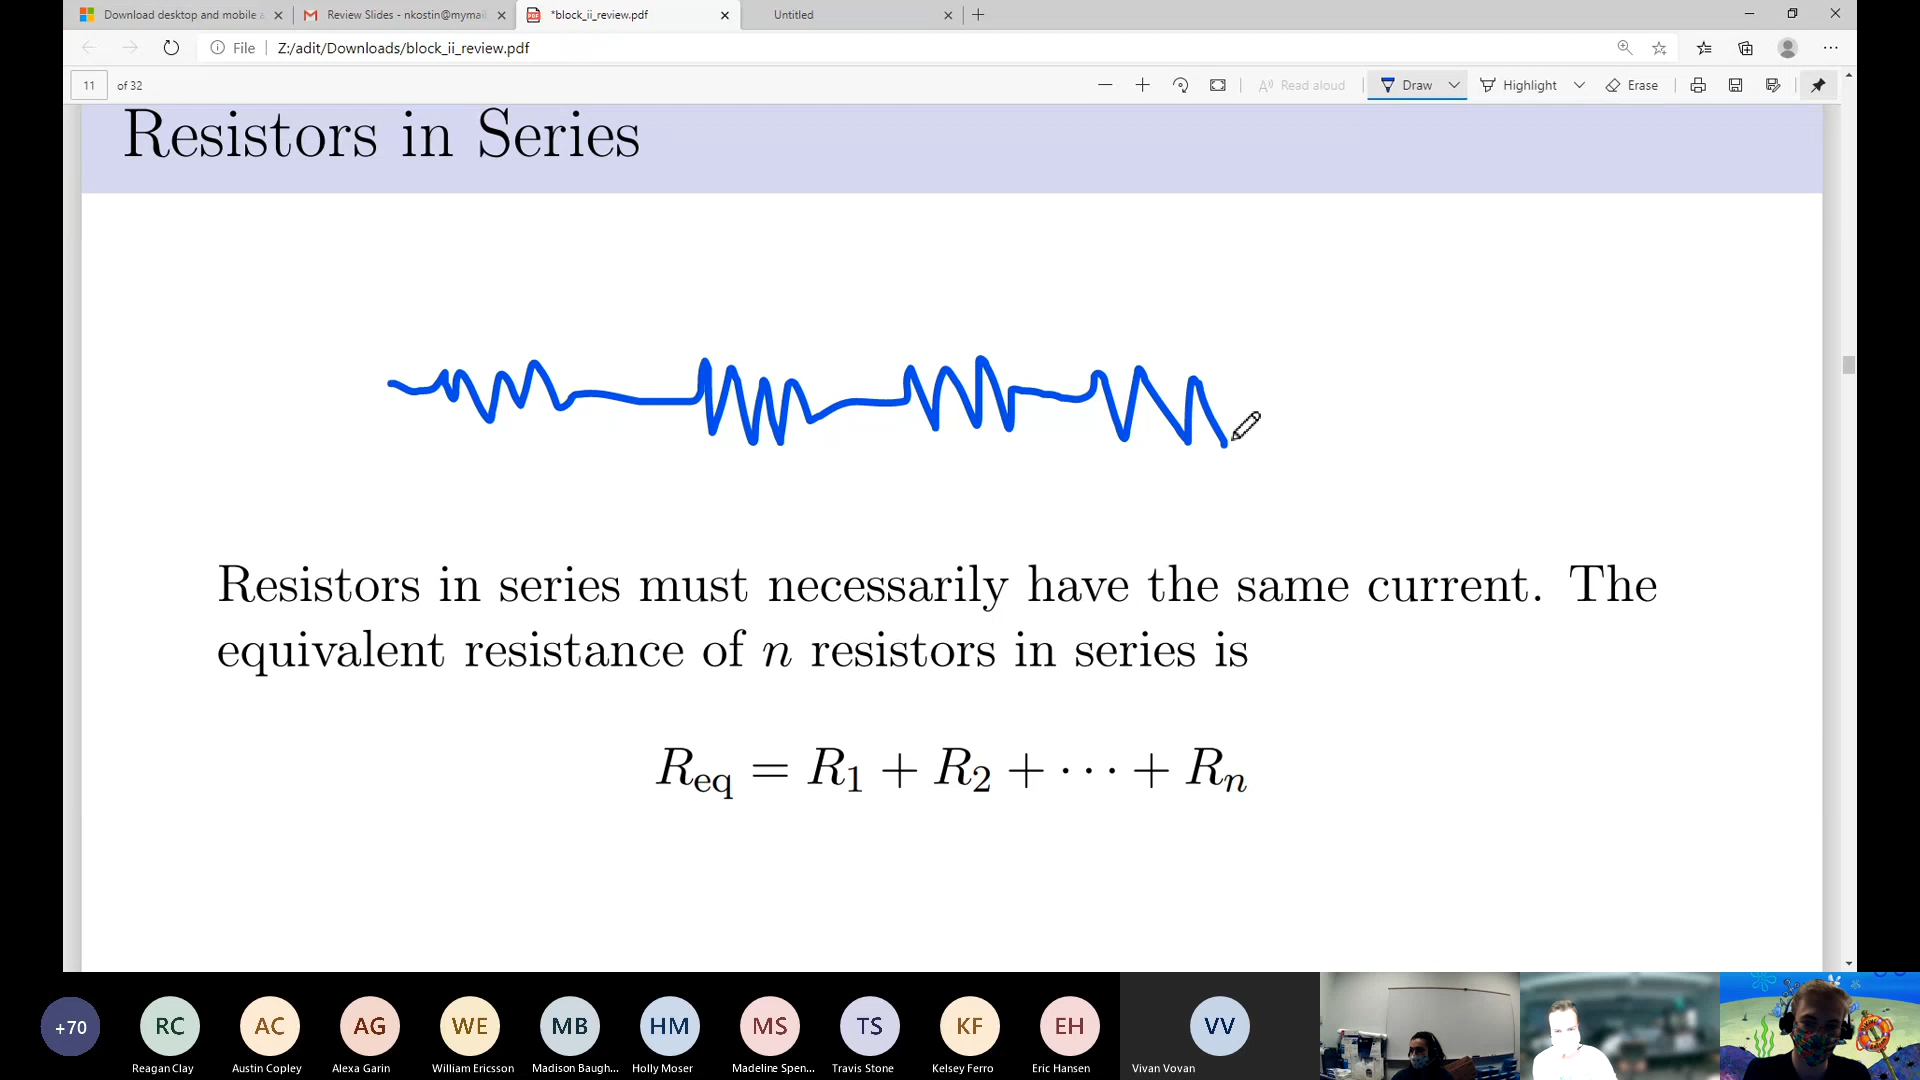 Download desktop and mobile a
Review Slides - nkostin@mymai
*block_ii_review.pdf
Untitled
File
Z:/adit/Downloads/block_ii_review.pdf
11 of 32
Read aloud
Draw
Highlight
Erase
Resistors in Series
Resistors in series must necessarily have the same current. The
equivalent resistance of n resistors in series is
R_eq = R_1 + R_2 + ··· + R_n
+70
RC
AC
AG
WE
MB
HM
MS
TS
KF
EH
VV
Reagan Clay
Austin Copley
Alexa Garin
William Ericsson
Madison Baugh...
Holly Moser
Madeline Spen...
Travis Stone
Kelsey Ferro
Eric Hansen
Vivan Vovan